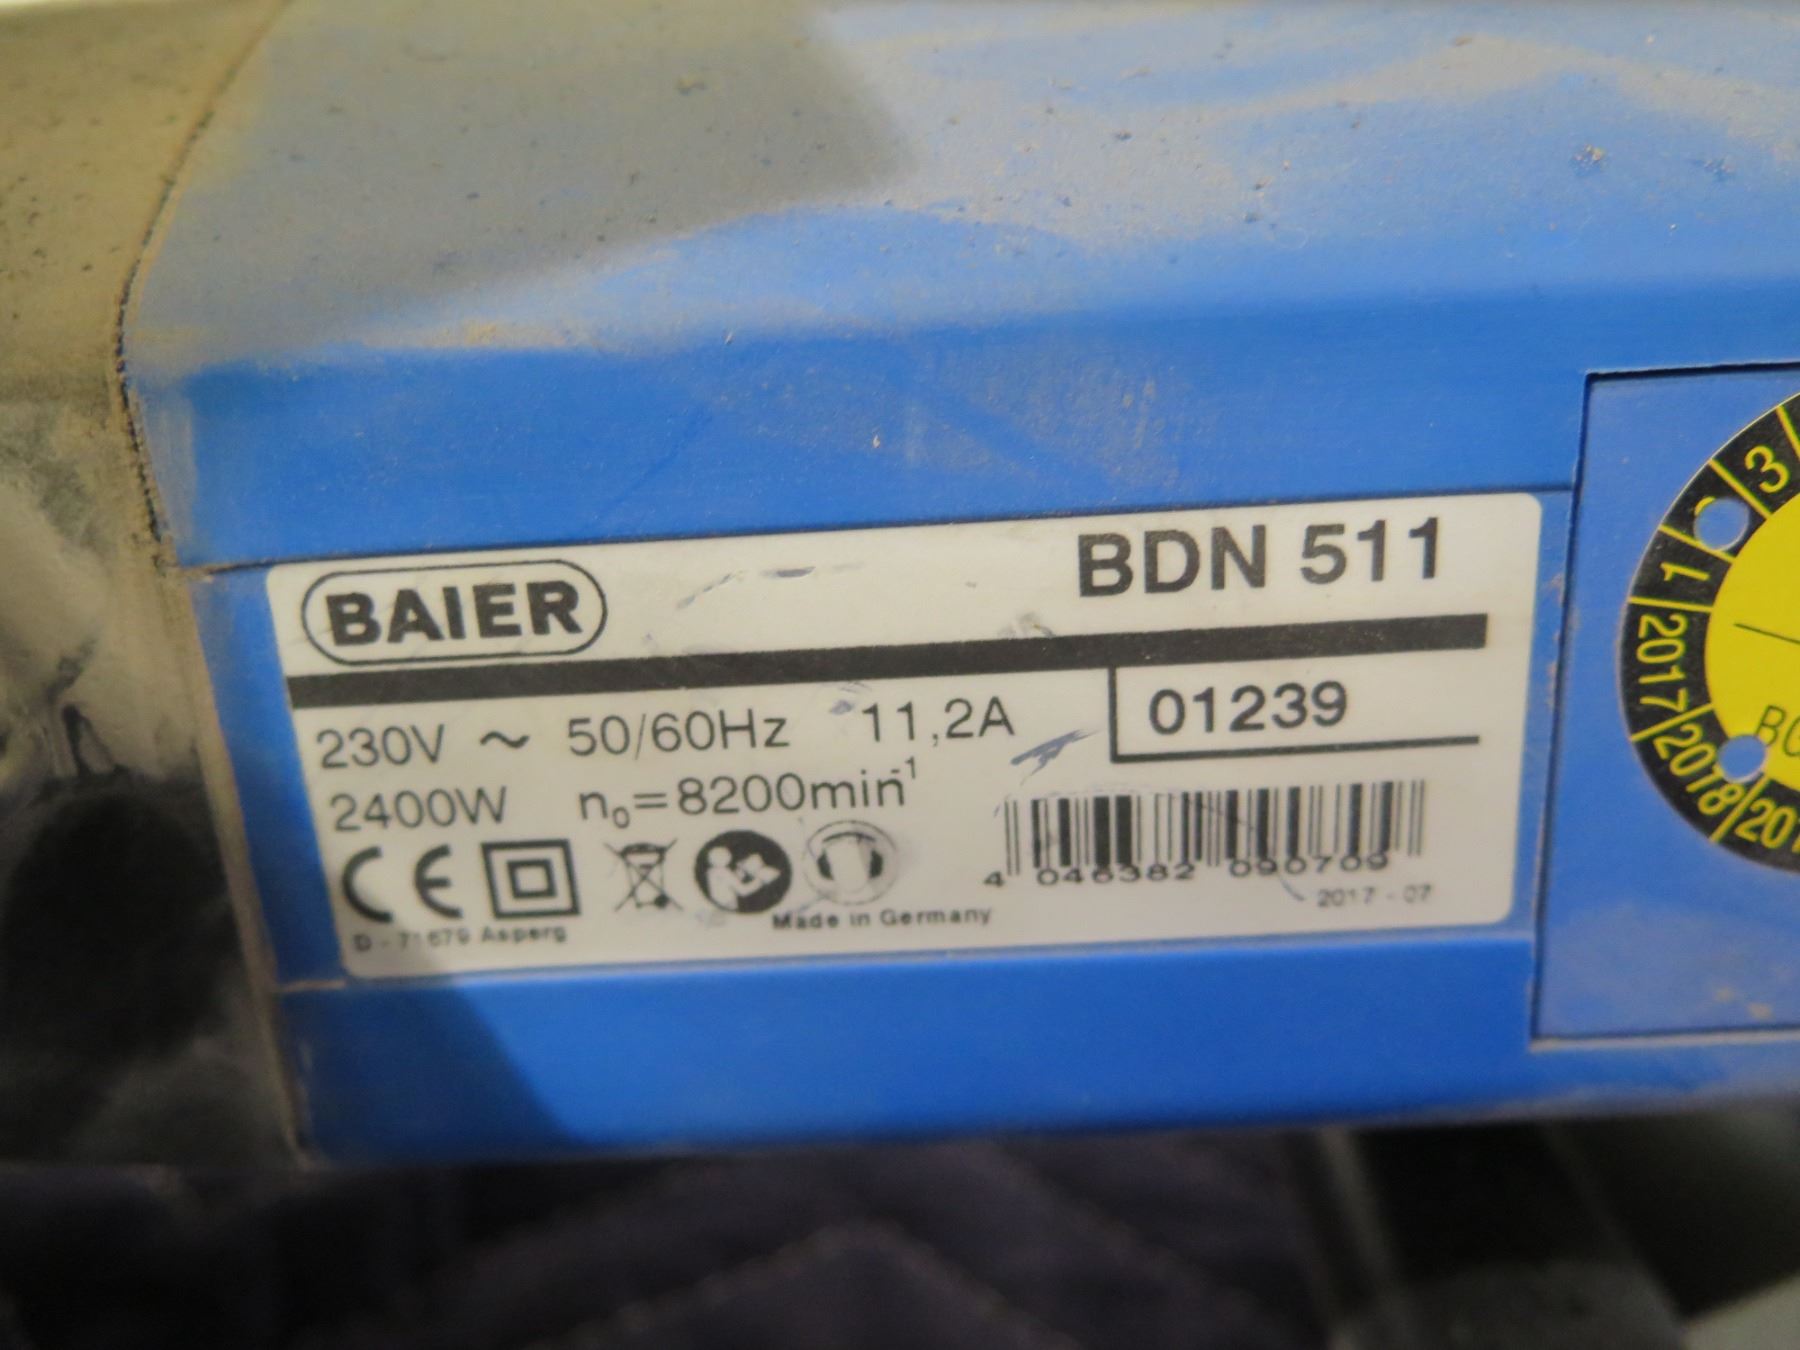 BAIER
BDN 511
230V ~ 50/60Hz 11,2A
01239
2400W n₀=8200min⁻¹
CE
4 046382 090709
2017 - 07
Made in Germany
D - 71679 Asperg
3
1
2017
2018